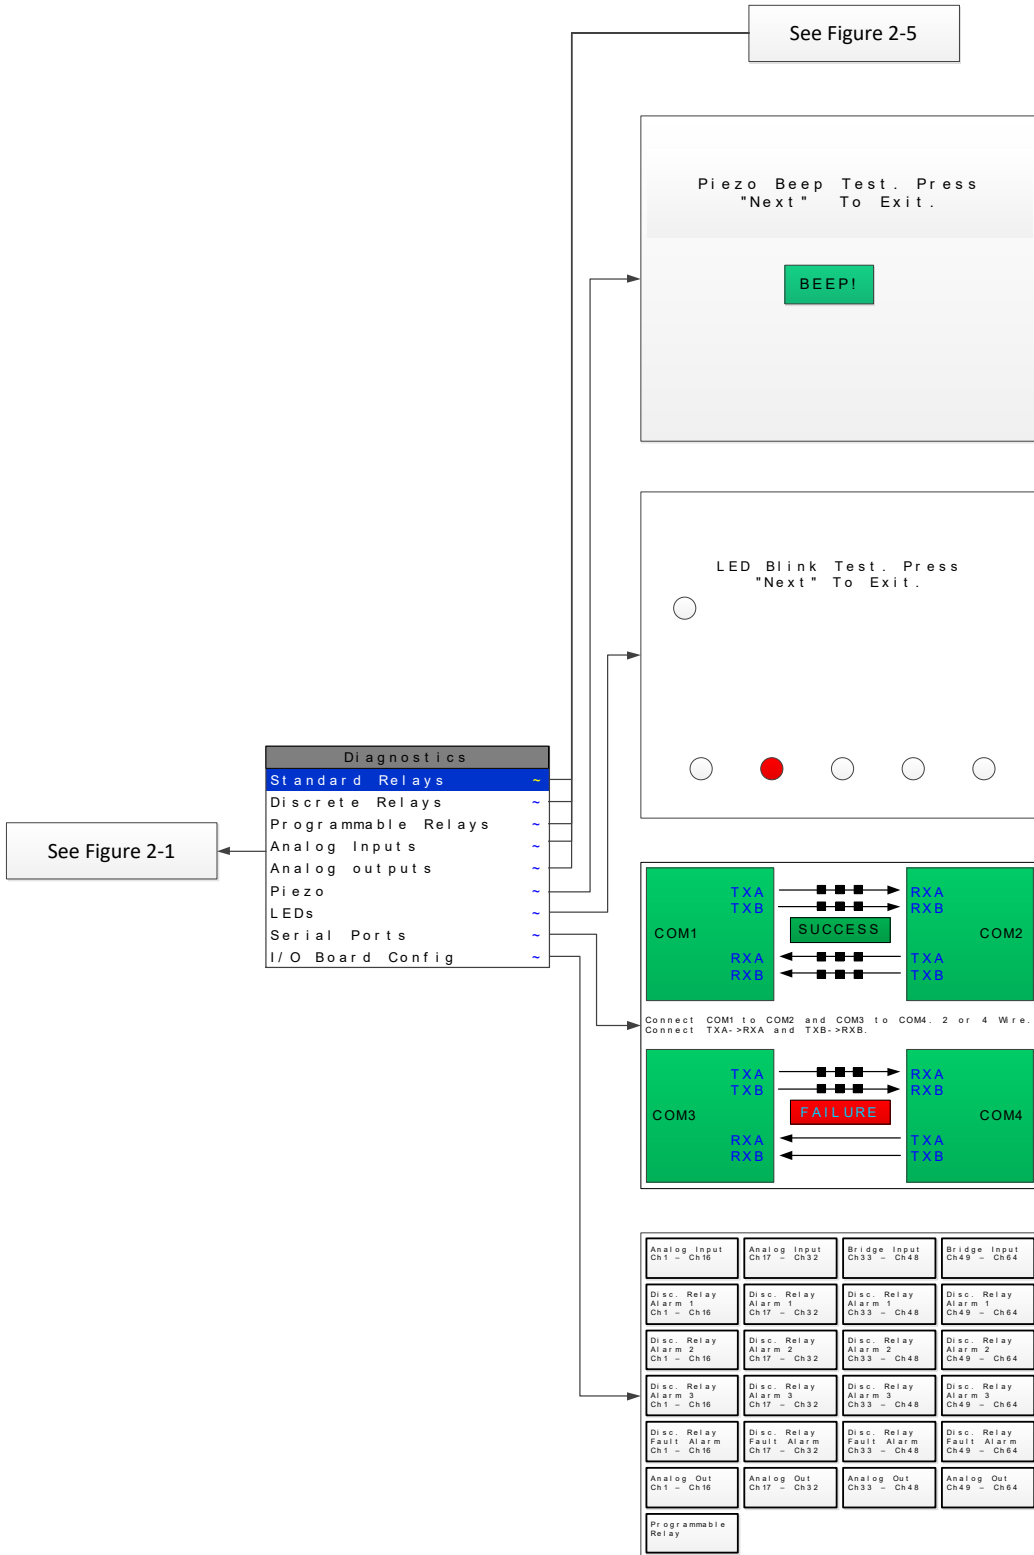 See Figure 2-5
Piezo Beep Test. Press
"Next" To Exit.
BEEP!
LED Blink Test. Press
"Next" To Exit.
Diagnostics
Standard Relays ~
Discrete Relays ~
Programmable Relays ~
Analog Inputs ~
Analog outputs ~
Piezo ~
LEDs ~
Serial Ports ~
I/O Board Config ~
See Figure 2-1
TXA RXA
TXB RXB
COM1 SUCCESS COM2
RXA TXA
RXB TXB
Connect COM1 to COM2 and COM3 to COM4. 2 or 4 Wire.
Connect TXA->RXA and TXB->RXB.
TXA RXA
TXB RXB
COM3 FAILURE COM4
RXA TXA
RXB TXB
Analog Input
Ch1 – Ch16
Analog Input
Ch17 – Ch32
Bridge Input
Ch33 – Ch48
Bridge Input
Ch49 – Ch64
Disc. Relay
Alarm 1
Ch1 – Ch16
Disc. Relay
Alarm 1
Ch17 – Ch32
Disc. Relay
Alarm 1
Ch33 – Ch48
Disc. Relay
Alarm 1
Ch49 – Ch64
Disc. Relay
Alarm 2
Ch1 – Ch16
Disc. Relay
Alarm 2
Ch17 – Ch32
Disc. Relay
Alarm 2
Ch33 – Ch48
Disc. Relay
Alarm 2
Ch49 – Ch64
Disc. Relay
Alarm 3
Ch1 – Ch16
Disc. Relay
Alarm 3
Ch17 – Ch32
Disc. Relay
Alarm 3
Ch33 – Ch48
Disc. Relay
Alarm 3
Ch49 – Ch64
Disc. Relay
Fault Alarm
Ch1 – Ch16
Disc. Relay
Fault Alarm
Ch17 – Ch32
Disc. Relay
Fault Alarm
Ch33 – Ch48
Disc. Relay
Fault Alarm
Ch49 – Ch64
Analog Out
Ch1 – Ch16
Analog Out
Ch17 – Ch32
Analog Out
Ch33 – Ch48
Analog Out
Ch49 – Ch64
Programmable
Relay